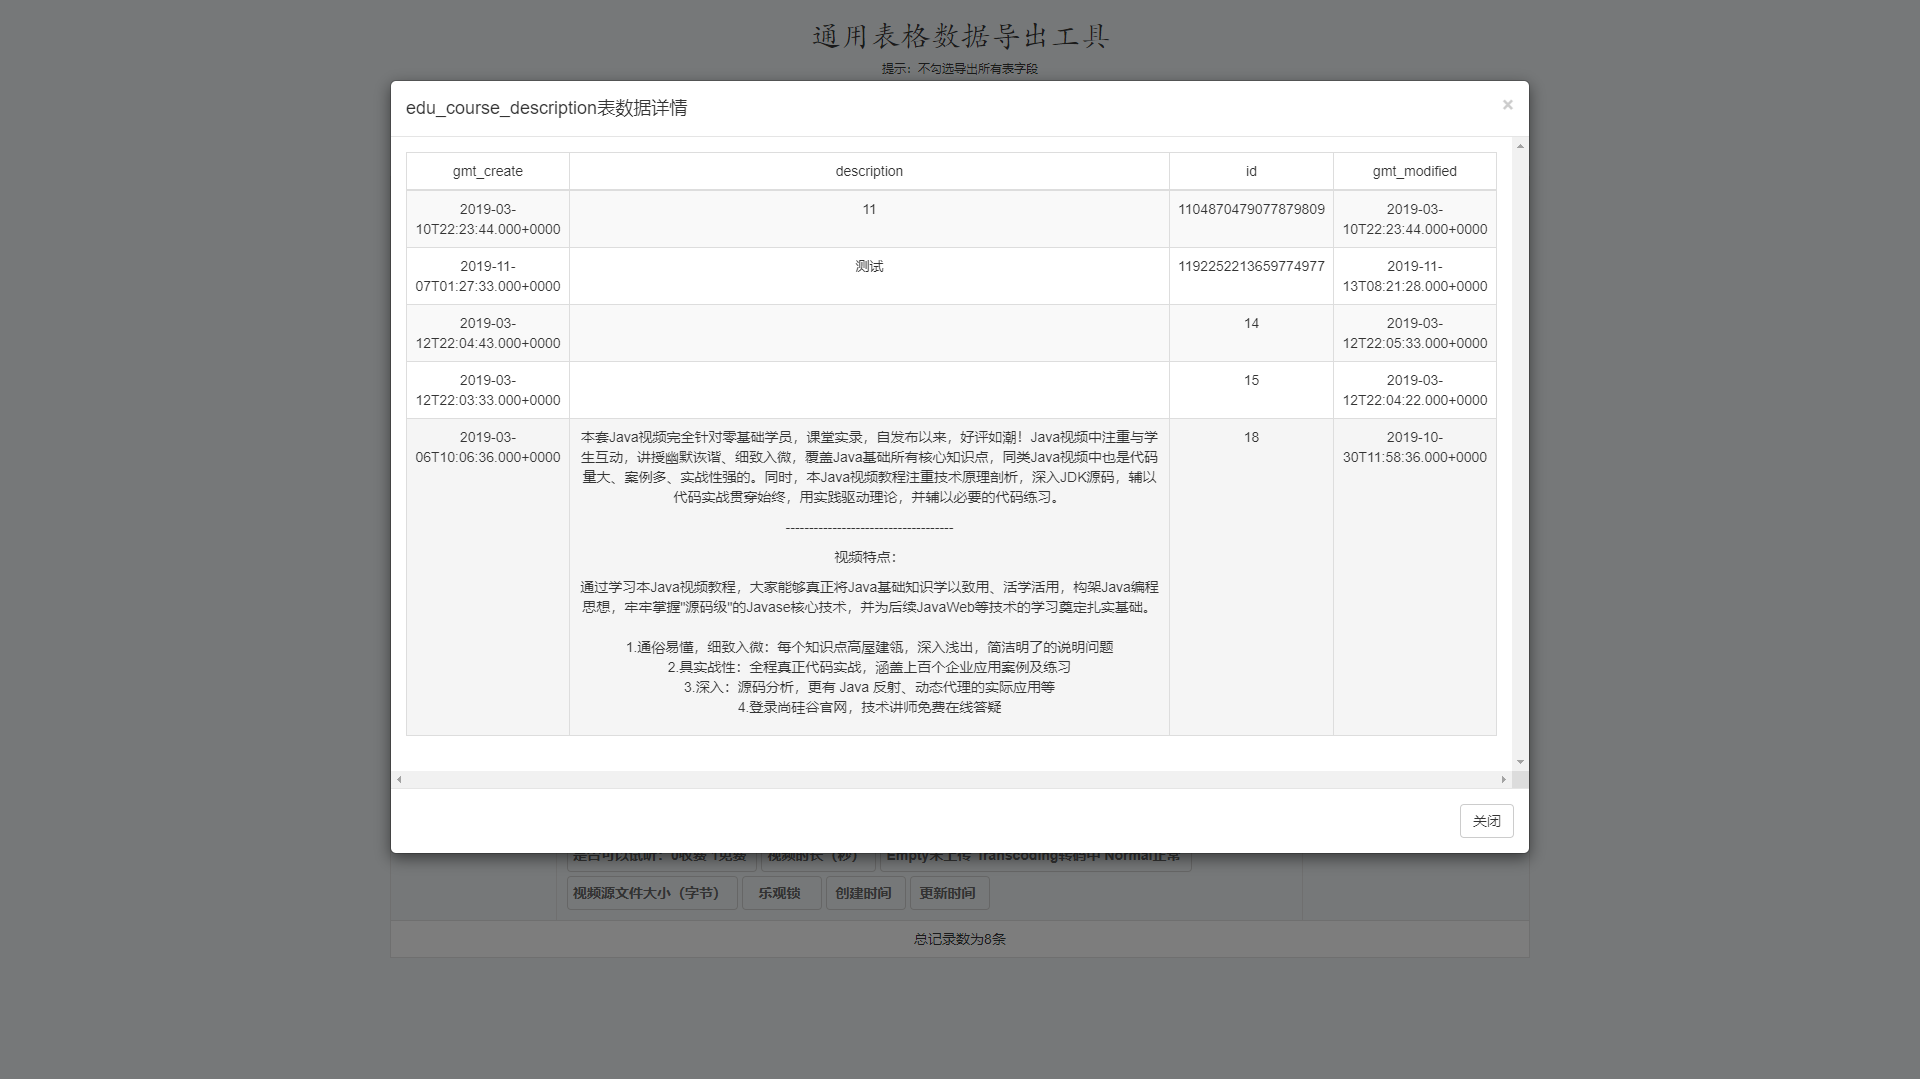 通用表格数据导出工具
提示：不勾选导出所有表字段
edu_course_description表数据详情
×
gmt_create description id gmt_modified
2019-03-
10T22:23:44.000+0000
11
1104870479077879809
2019-03-
10T22:23:44.000+0000
2019-11-
07T01:27:33.000+0000
测试
1192252213659774977
2019-11-
13T08:21:28.000+0000
2019-03-
12T22:04:43.000+0000
14
2019-03-
12T22:05:33.000+0000
2019-03-
12T22:03:33.000+0000
15
2019-03-
12T22:04:22.000+0000
2019-03-
06T10:06:36.000+0000
本套Java视频完全针对零基础学员，课堂实录，自发布以来，好评如潮！Java视频中注重与学
生互动，讲授幽默诙谐、细致入微，覆盖Java基础所有核心知识点，同类Java视频中也是代码
量大、案例多、实战性强的。同时，本Java视频教程注重技术原理剖析，深入JDK源码，辅以
代码实战贯穿始终，用实践驱动理论，并辅以必要的代码练习。
------------------------------------
视频特点：
通过学习本Java视频教程，大家能够真正将Java基础知识学以致用、活学活用，构架Java编程
思想，牢牢掌握"源码级"的Javase核心技术，并为后续JavaWeb等技术的学习奠定扎实基础。
1.通俗易懂，细致入微：每个知识点高屋建瓴，深入浅出，简洁明了的说明问题
2.具实战性：全程真正代码实战，涵盖上百个企业应用案例及练习
3.深入：源码分析，更有 Java 反射、动态代理的实际应用等
4.登录尚硅谷官网，技术讲师免费在线答疑
18
2019-10-
30T11:58:36.000+0000
关闭
是否可以试听：0收费 1免费 视频时长（秒） Empty未上传 Transcoding转码中 Normal正常
视频源文件大小（字节） 乐观锁 创建时间 更新时间
总记录数为8条